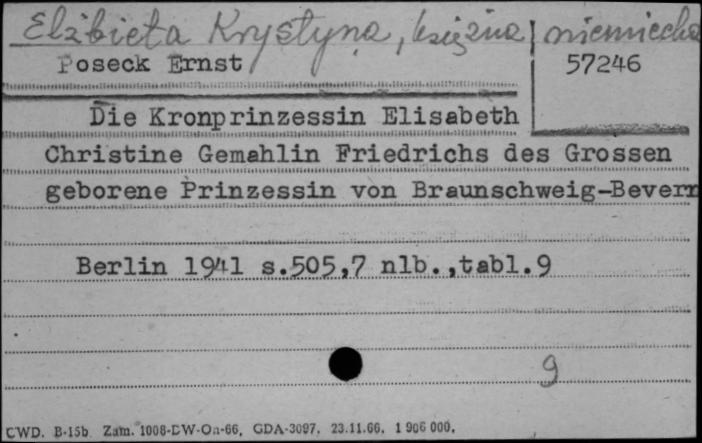 Elżbieta Krystyna, księżna niemiecka
Poseck Ernst 57246
Die Kronprinzessin Elisabeth
Christine Gemahlin Friedrichs des Grossen
geborene Prinzessin von Braunschweig-Bevern
Berlin 1941 s.505,7 nlb.,tabl.9
9
CWD. B-15b. Zam. 1008-DW-On-66, GDA-3097. 23.11.66. 1 906 000.